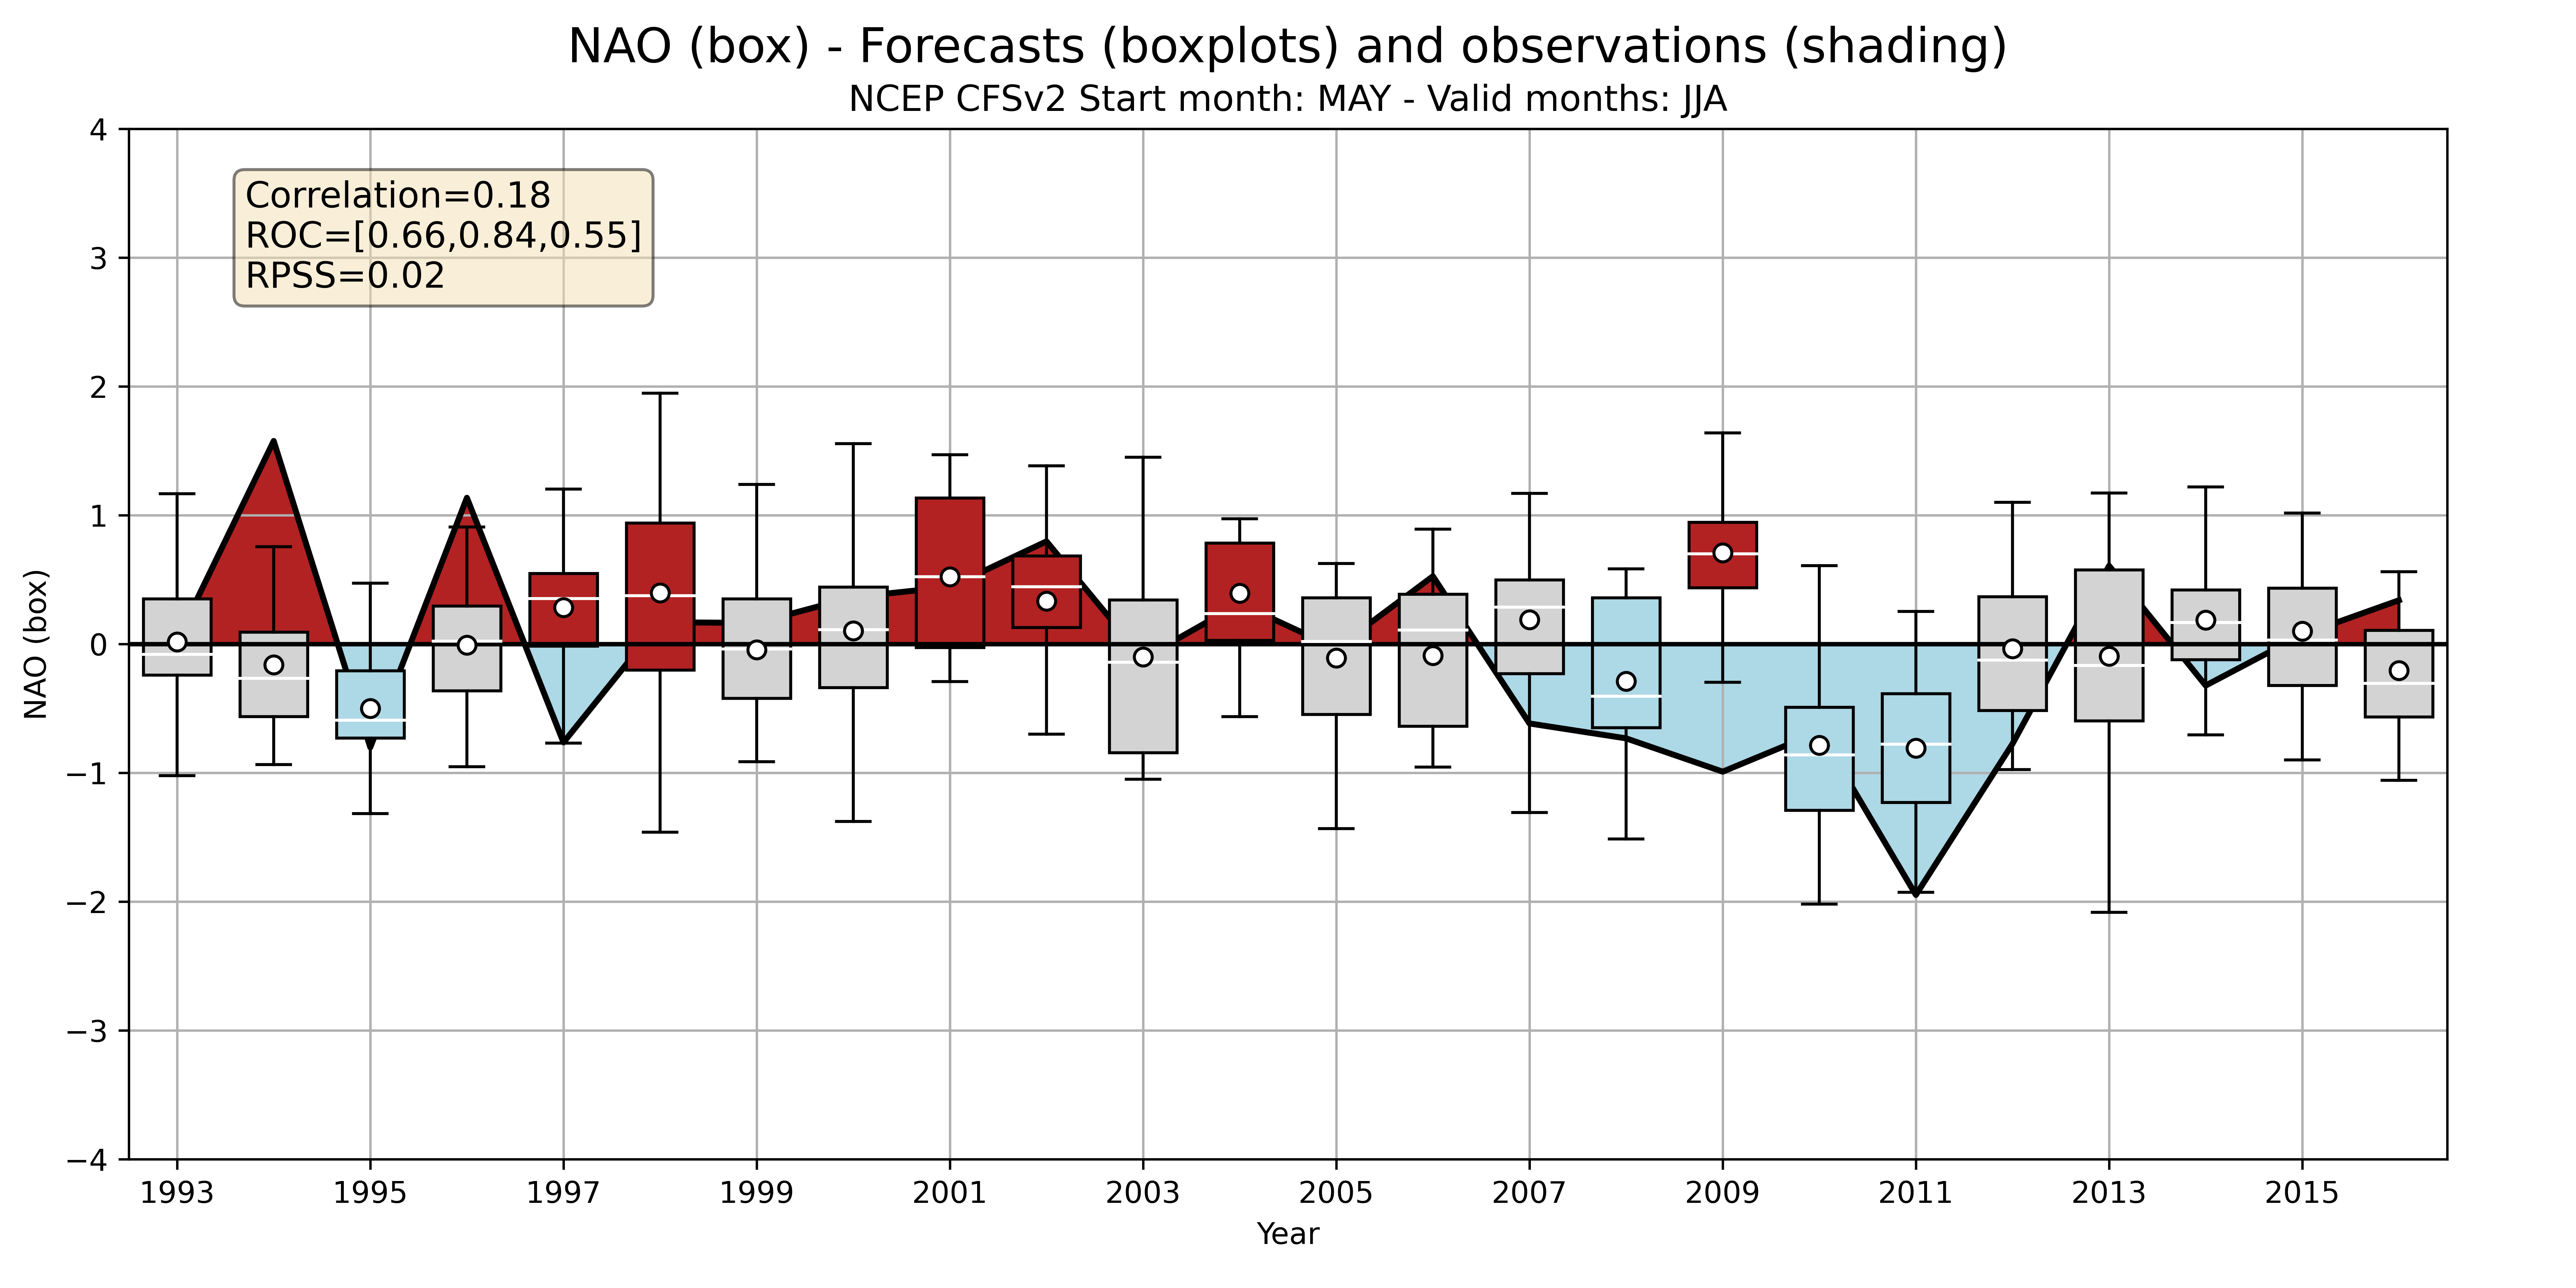 NAO (box) - Forecasts (boxplots) and observations (shading)
NCEP CFSv2 Start month: MAY - Valid months: JJA
Correlation=0.18
ROC=[0.66,0.84,0.55]
RPSS=0.02
4
3
2
1
0
−1
−2
−3
−4
NAO (box)
1993 1995 1997 1999 2001 2003 2005 2007 2009 2011 2013 2015
Year